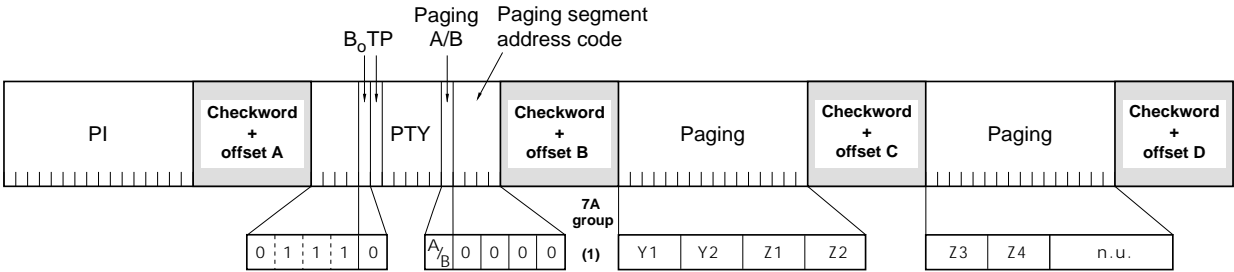 Paging Paging segment
BoTP A/B address code
PI Checkword + offset A PTY Checkword + offset B Paging Checkword + offset C Paging Checkword + offset D
7A group
0 1 1 1 0 A/B 0 0 0 0 (1) Y1 Y2 Z1 Z2 Z3 Z4 n.u.